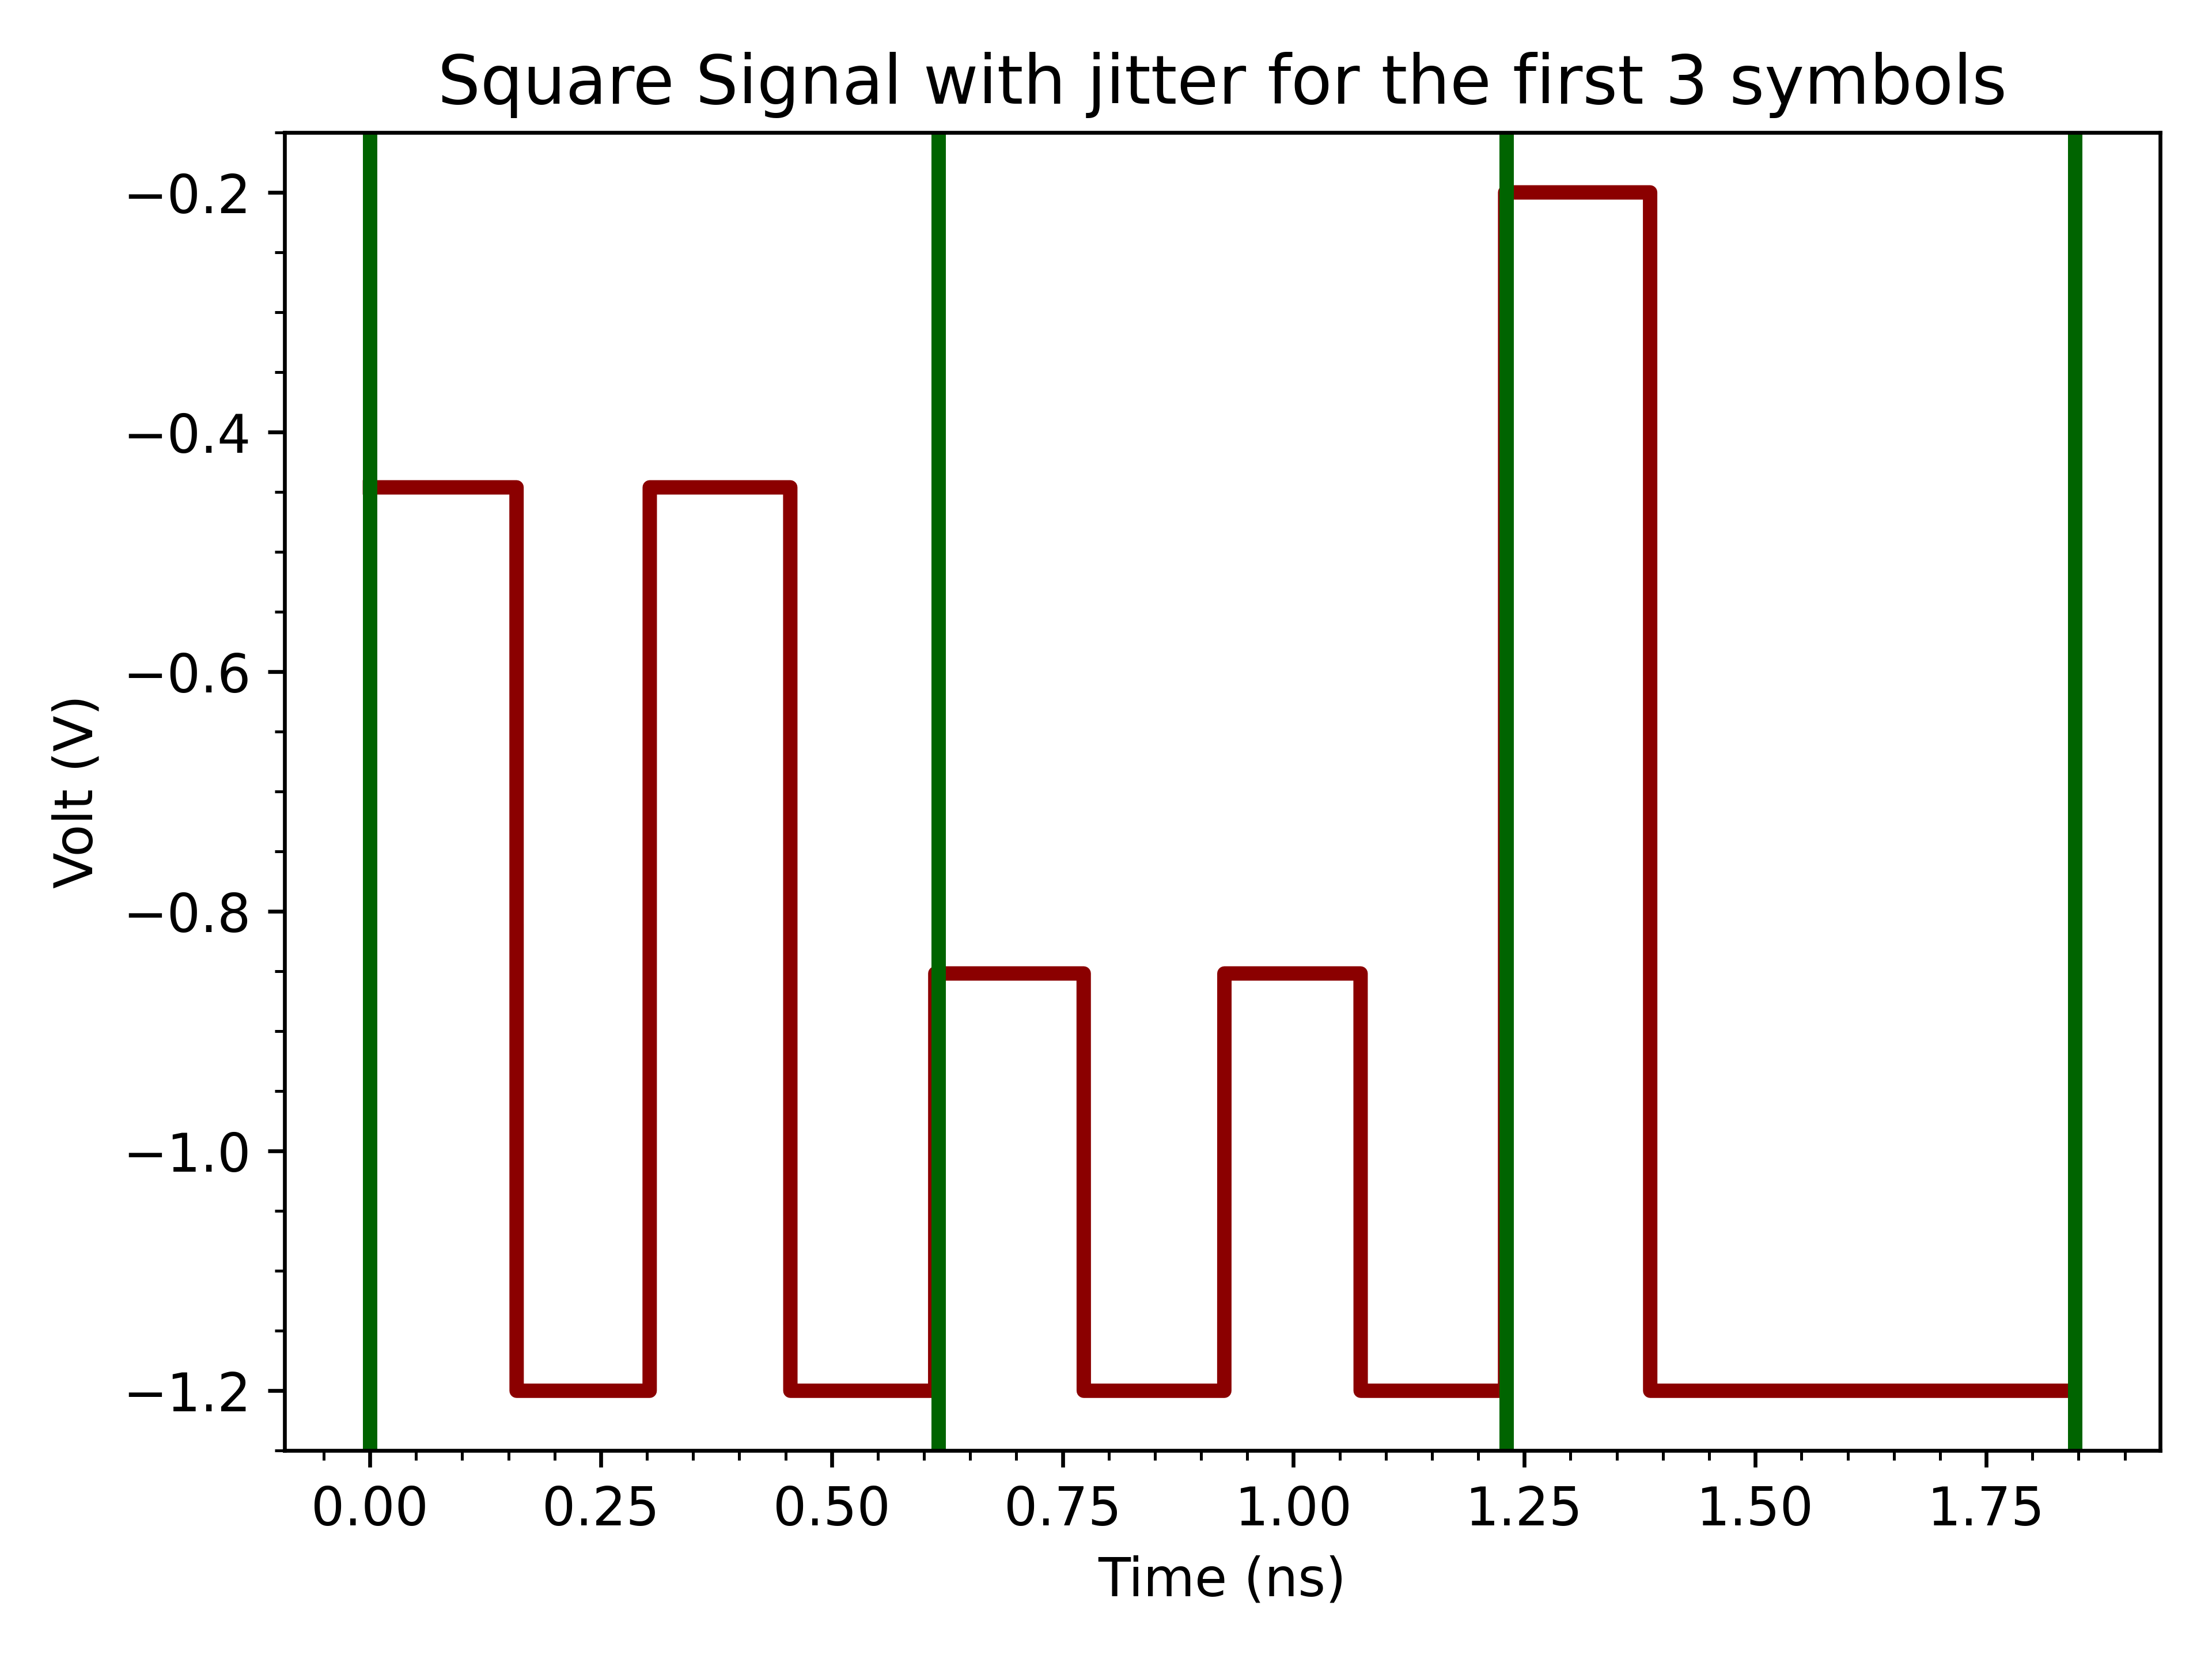 Square Signal with jitter for the first 3 symbols
−0.2
−0.4
−0.6
−0.8
−1.0
−1.2
Volt (V)
0.00 0.25 0.50 0.75 1.00 1.25 1.50 1.75
Time (ns)